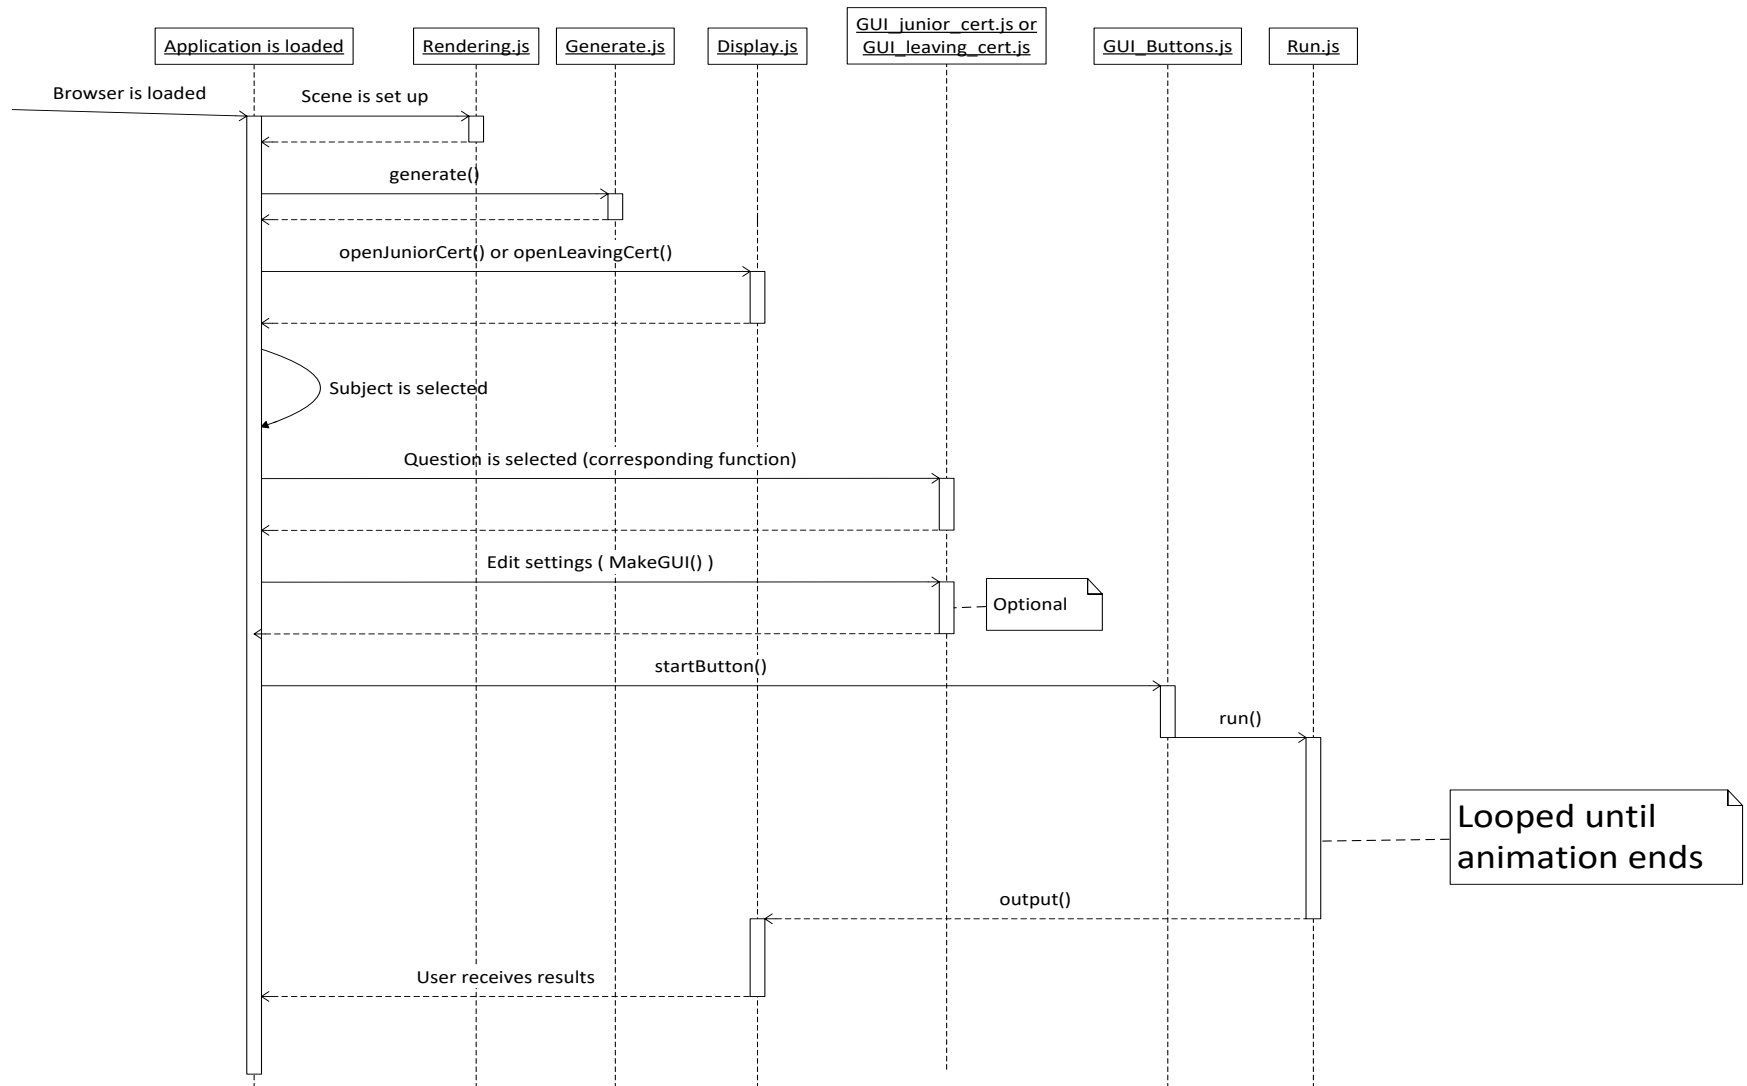 GUI_junior_cert.js or
GUI_leaving_cert.js
Application is loaded
Rendering.js
Generate.js
Display.js
GUI_Buttons.js
Run.js
Browser is loaded
Scene is set up
generate()
openJuniorCert() or openLeavingCert()
Subject is selected
Question is selected (corresponding function)
Edit settings ( MakeGUI() )
Optional
startButton()
run()
Looped until
animation ends
output()
User receives results